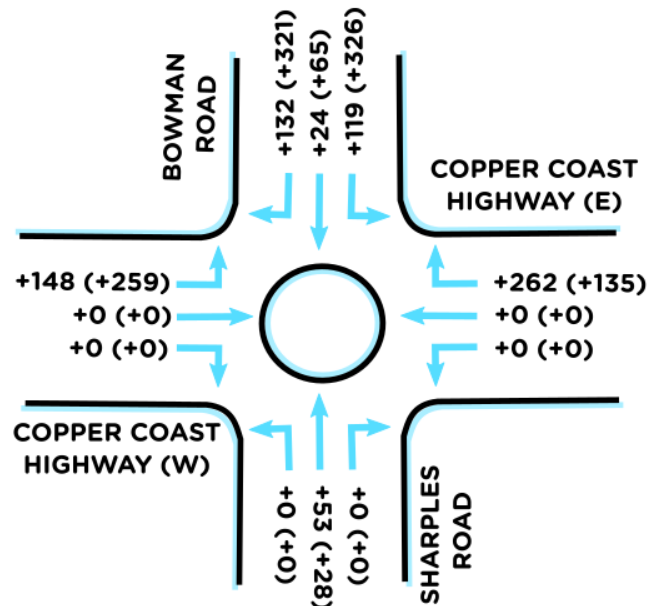 BOWMAN
ROAD
+132 (+321)
+24 (+65)
+119 (+326)
COPPER COAST
HIGHWAY (E)
+148 (+259)
+0 (+0)
+0 (+0)
+262 (+135)
+0 (+0)
+0 (+0)
COPPER COAST
HIGHWAY (W)
+0 (+0)
+53 (+28)
+0 (+0)
SHARPLES
ROAD